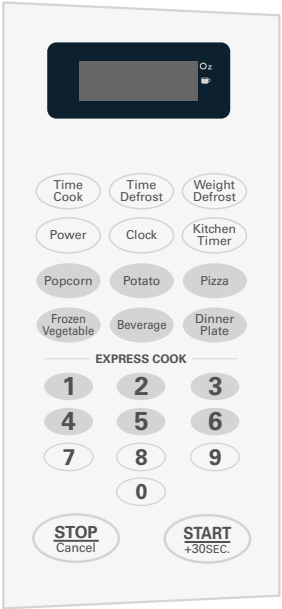 Oz
Time Time Weight
Cook Defrost Defrost
Power Clock Kitchen
Timer
Popcorn Potato Pizza
Frozen Beverage Dinner
Vegetable Plate
EXPRESS COOK
1 2 3
4 5 6
7 8 9
0
STOP START
Cancel +30SEC.